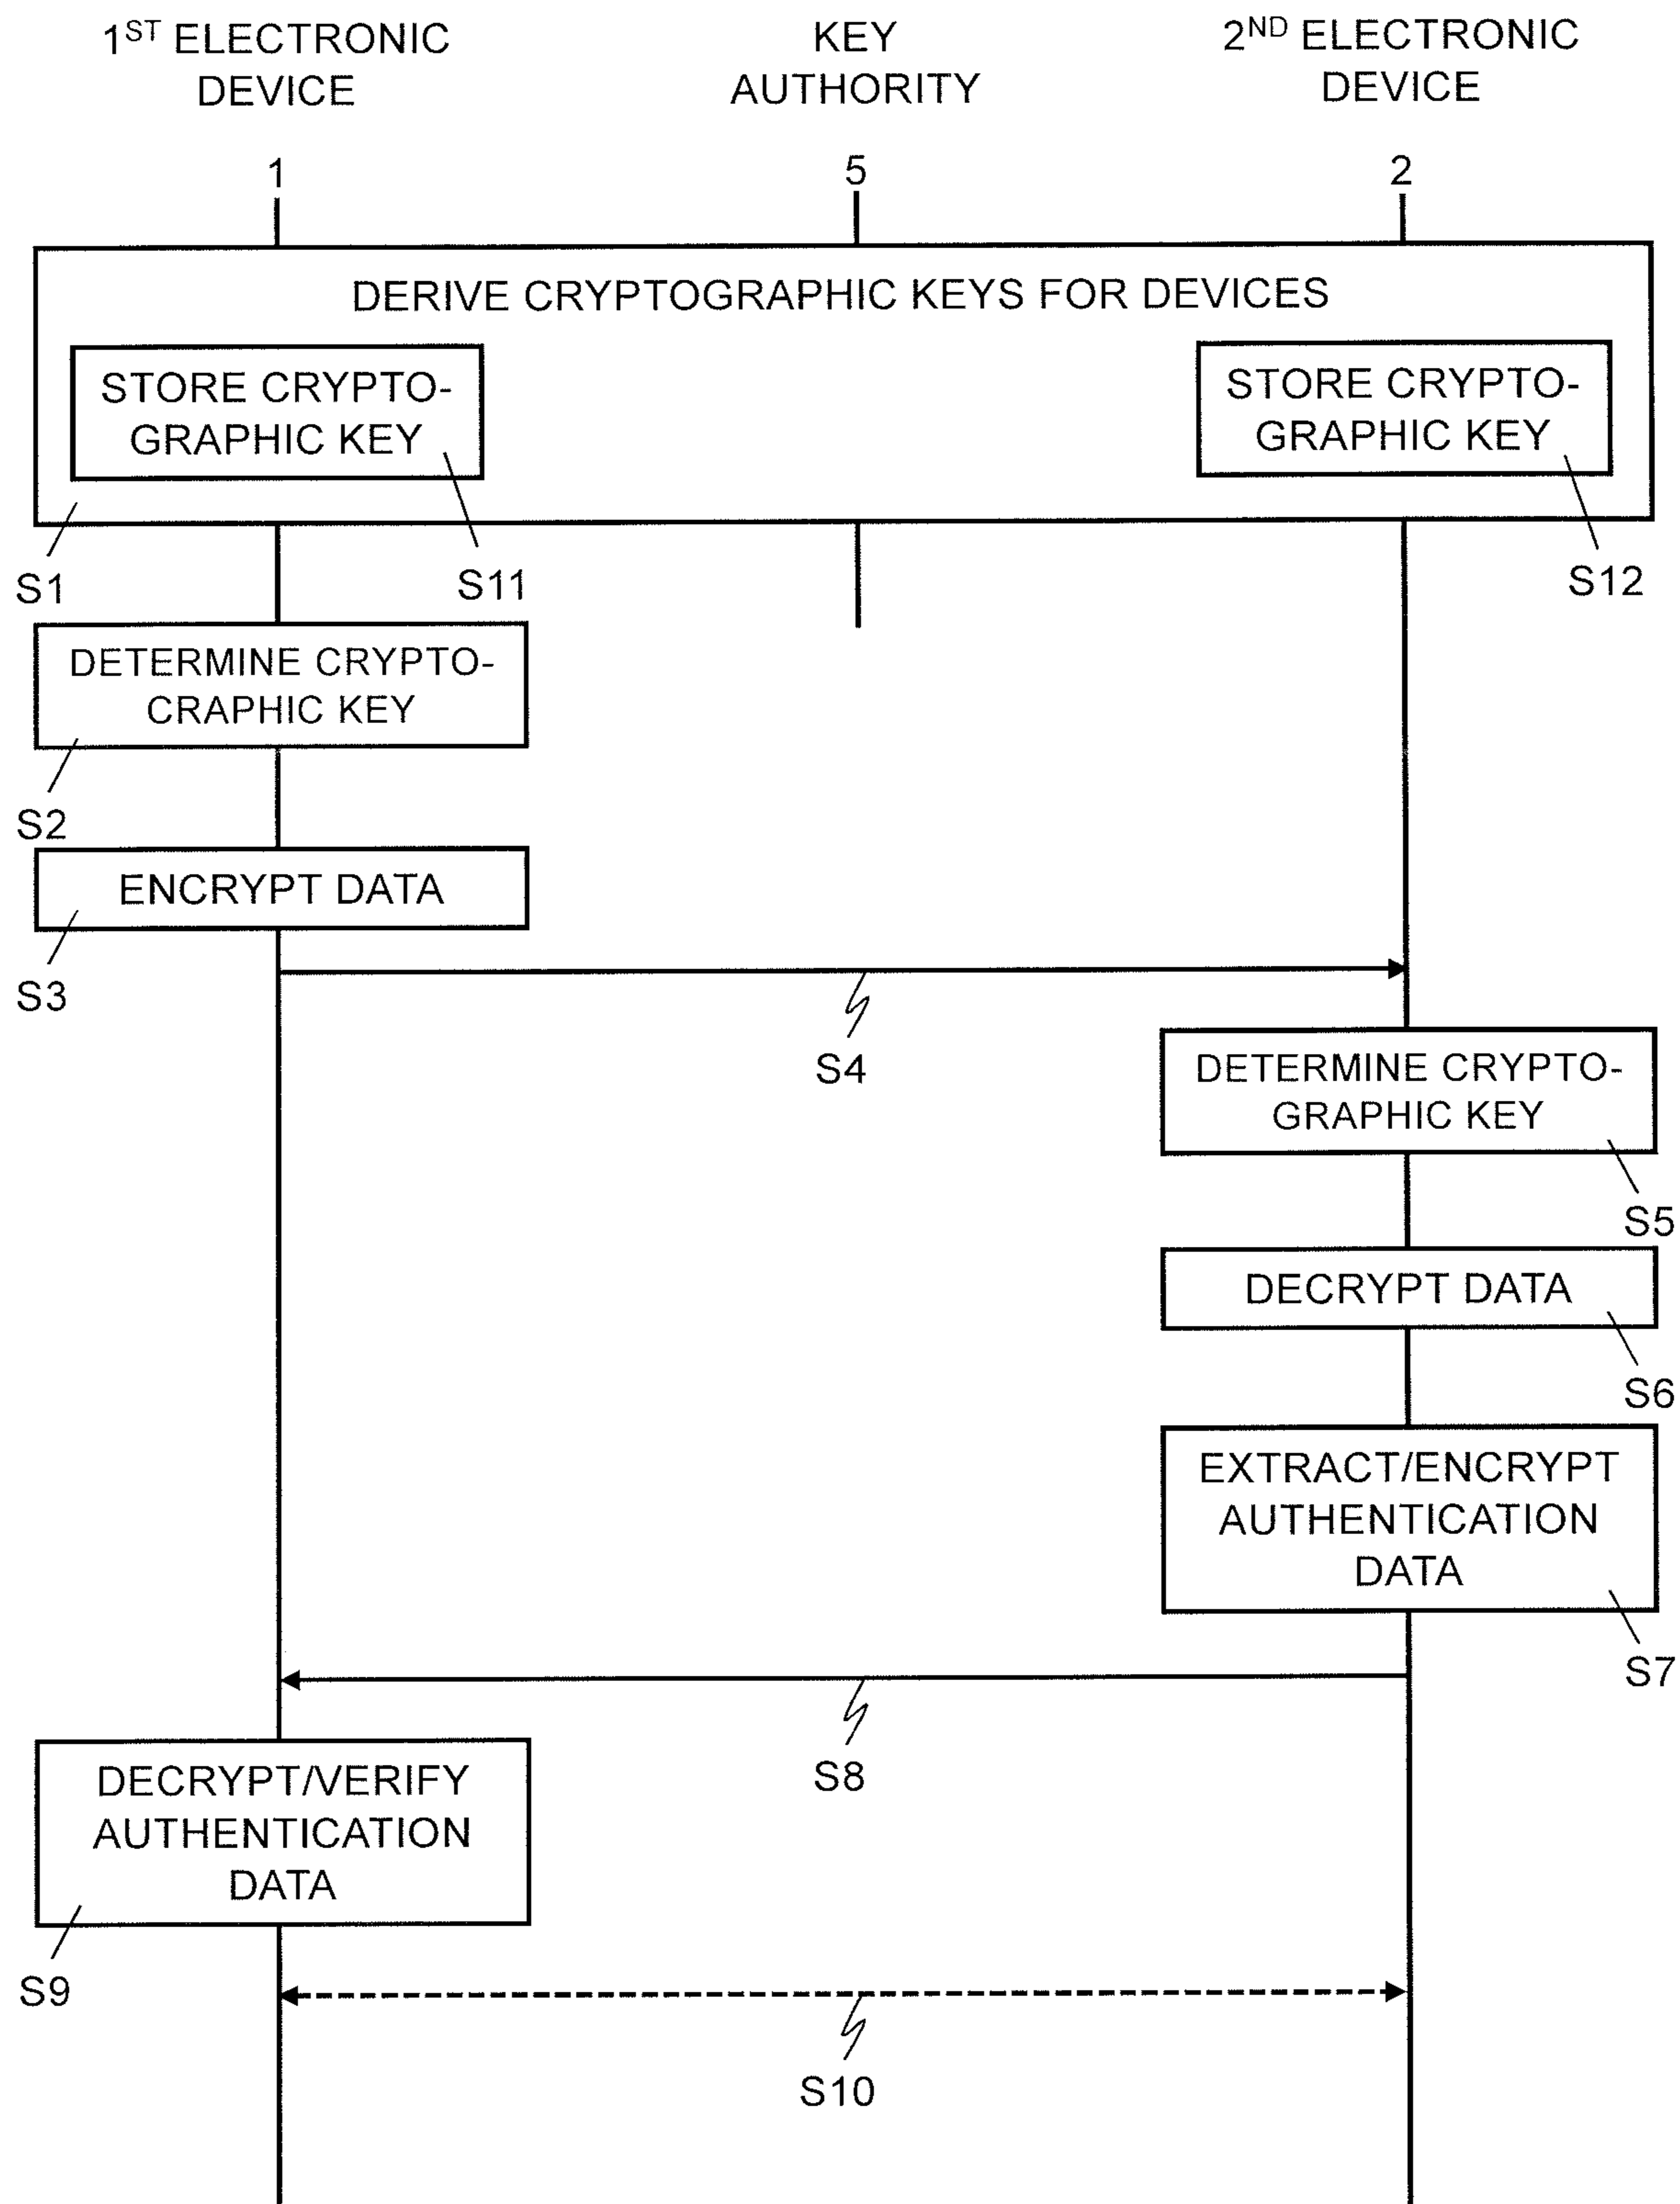 1ST ELECTRONIC
DEVICE
KEY
AUTHORITY
2ND ELECTRONIC
DEVICE
1
5
2
DERIVE CRYPTOGRAPHIC KEYS FOR DEVICES
STORE CRYPTO-
GRAPHIC KEY
STORE CRYPTO-
GRAPHIC KEY
S1
S11
S12
DETERMINE CRYPTO-
CRAPHIC KEY
S2
ENCRYPT DATA
S3
S4
DETERMINE CRYPTO-
GRAPHIC KEY
S5
DECRYPT DATA
S6
EXTRACT/ENCRYPT
AUTHENTICATION
DATA
S7
S8
DECRYPT/VERIFY
AUTHENTICATION
DATA
S9
S10